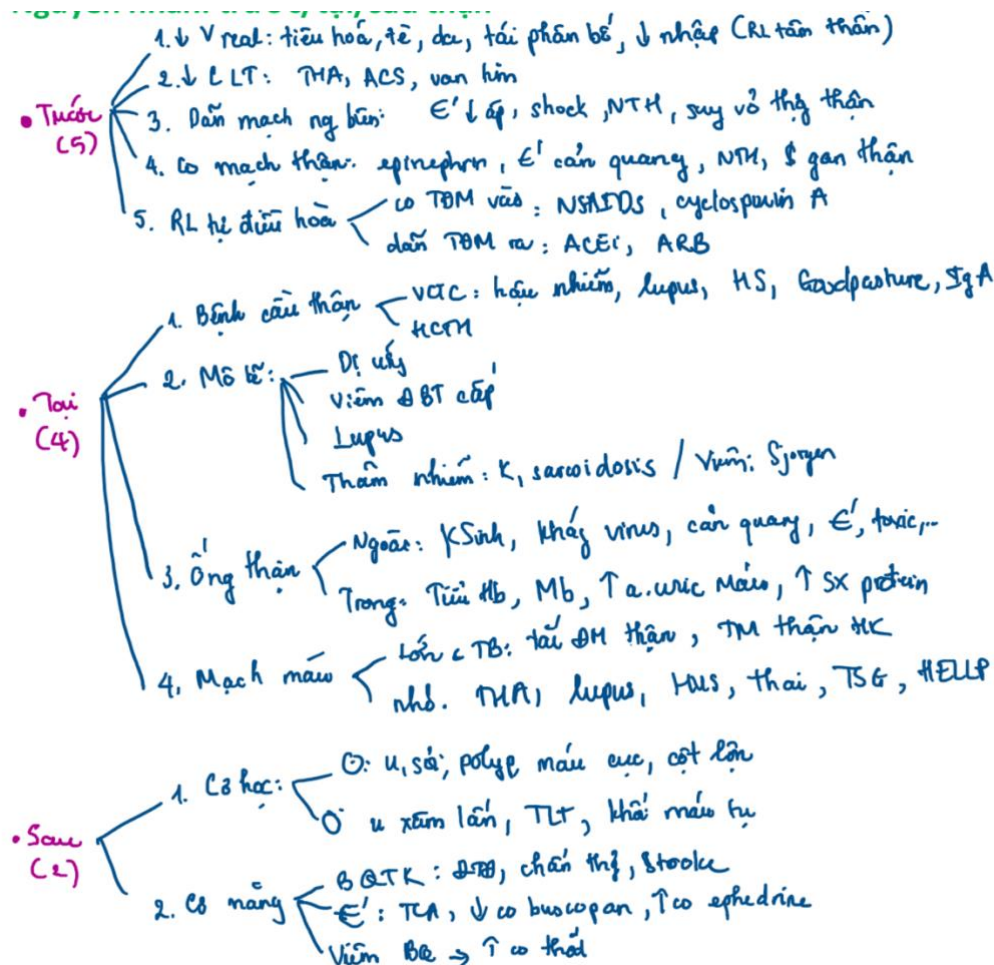 1. ↓ V real: tiêu hoá, tè, da, tái phân bố, ↓ nhập (RL tâm thần)
2. ↓ CLT: THA, ACS, van tim
• Trước
(5)
3. Dãn mạch ng biên: €' ↓ áp, shock, NTH, suy vỏ thg thận
4. Co mạch thận: epinephrin, €' cản quang, NTH, $ gan thận
5. RL tự điều hoà
co TĐM vào: NSAIDS, cyclosporin A
dãn TĐM ra: ACEi, ARB
• Tại
(4)
1. Bệnh cầu thận
VCTC: hậu nhiễm, lupus, HS, Goodpasture, IgA
HCTH
2. Mô kẽ:
Dị ứng
Viêm ĐBT cấp
Lupus
Thâm nhiễm: K, sarcoidosis / Viêm: Sjorgen
3. Ống thận
Ngoài: KSinh, kháng virus, cản quang, €', toxic,...
Trong: Tiểu Hb, Mb, ↑ a.uric máu, ↑ SX protein
4. Mạch máu
Lớn c TB: tắc ĐM thận, TM thận HK
nhỏ: THA, lupus, HUS, thai, TSG, HELLP
• Sau
(2)
1. Cơ học:
u, sỏi, polyp máu cục, cột lộn
u xâm lấn, TLT, khối máu tụ
2. Cơ năng
BQTK: ĐTĐ, chấn thg, stroke
€': TCA, ↓ co buscopan, ↑ co ephedrine
Viêm BQ → ↑ co thắt